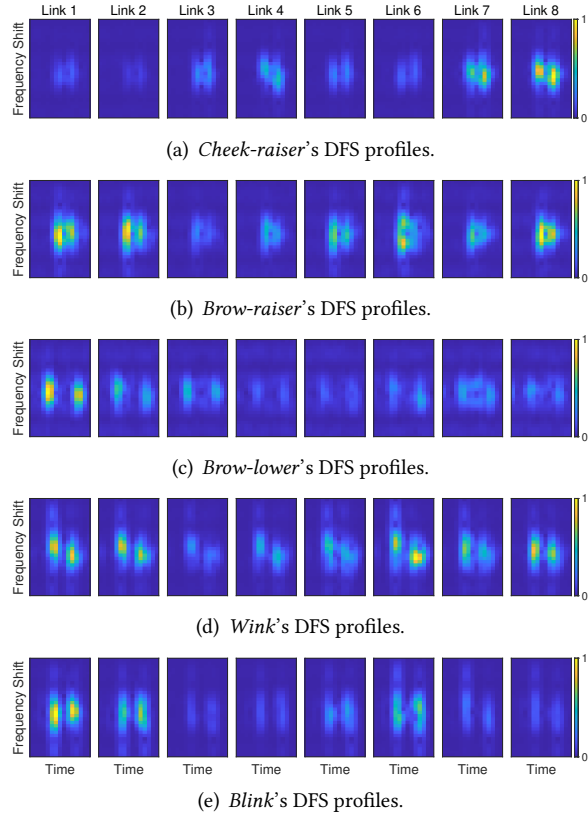 Link 1 Link 2 Link 3 Link 4 Link 5 Link 6 Link 7 Link 8
Frequency Shift
1
0
(a) Cheek-raiser's DFS profiles.
Frequency Shift
1
0
(b) Brow-raiser's DFS profiles.
Frequency Shift
1
0
(c) Brow-lower's DFS profiles.
Frequency Shift
1
0
(d) Wink's DFS profiles.
Frequency Shift
1
0
Time Time Time Time Time Time Time Time
(e) Blink's DFS profiles.